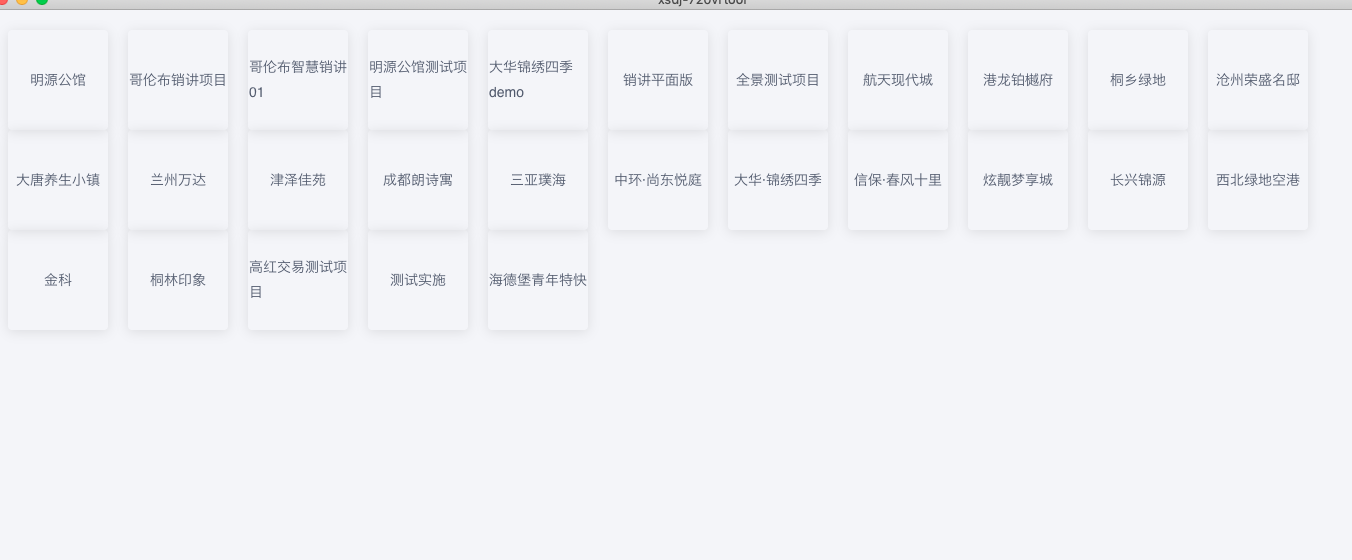 xsdj-720vrtool
明源公馆
哥伦布销讲项目
哥伦布智慧销讲
01
明源公馆测试项
目
大华锦绣四季
demo
销讲平面版
全景测试项目
航天现代城
港龙铂樾府
桐乡绿地
沧州荣盛名邸
大唐养生小镇
兰州万达
津泽佳苑
成都朗诗寓
三亚璞海
中环·尚东悦庭
大华·锦绣四季
信保·春风十里
炫靓梦享城
长兴锦源
西北绿地空港
金科
桐林印象
高红交易测试项
目
测试实施
海德堡青年特快